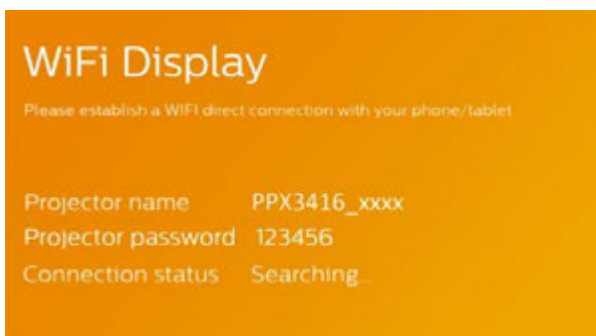 WiFi Display
Please establish a WIFI direct connection with your phone/tablet
Projector name PPX3416_xxxx
Projector password 123456
Connection status Searching...